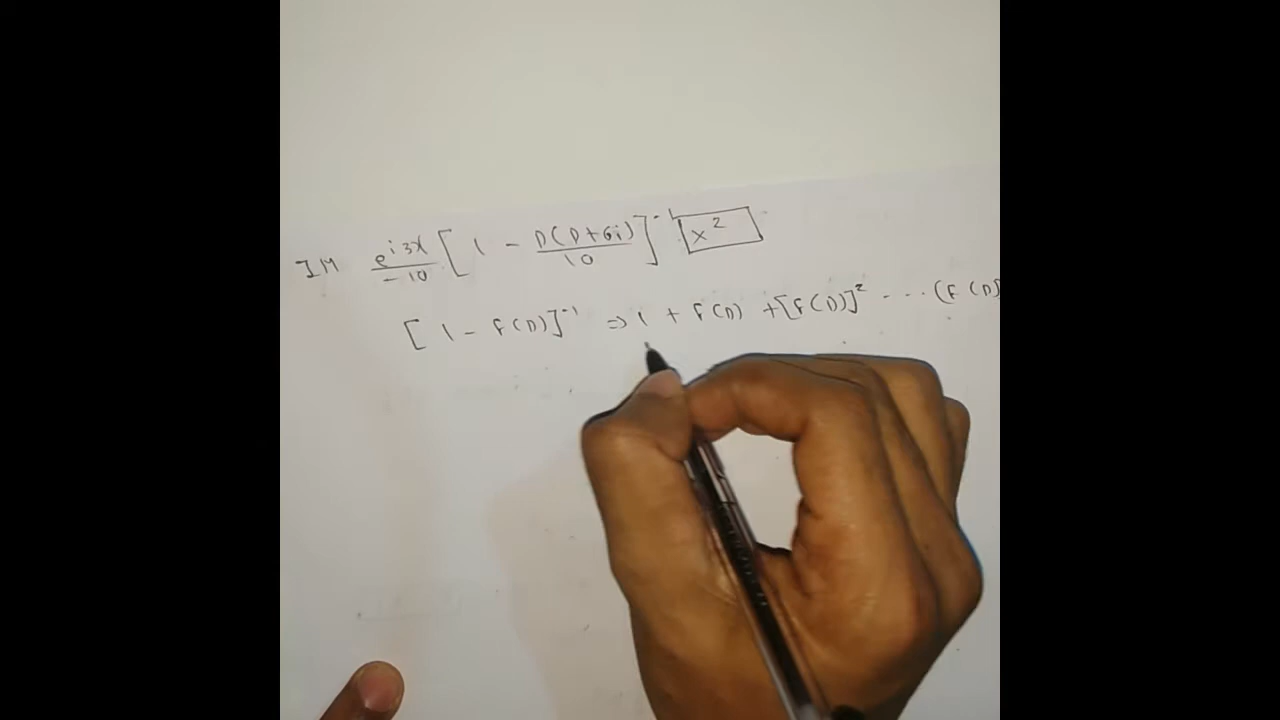 IM e^{i3x}/-10 [1 - D(D+6i)/10]^{-1} x^2
[1 - f(D)]^{-1} ⇒ 1 + f(D) + [f(D)]^2 ... (f(D)